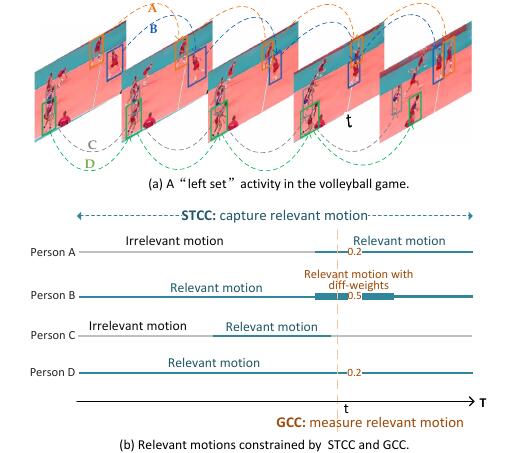 A
B
C
D
t
(a) A “left set” activity in the volleyball game.
STCC: capture relevant motion
Irrelevant motion
Relevant motion
Person A
0.2
Relevant motion with
diff-weights
Relevant motion
Person B
0.5
Irrelevant motion
Relevant motion
Person C
Relevant motion
Person D
0.2
T
t
GCC: measure relevant motion
(b) Relevant motions constrained by STCC and GCC.